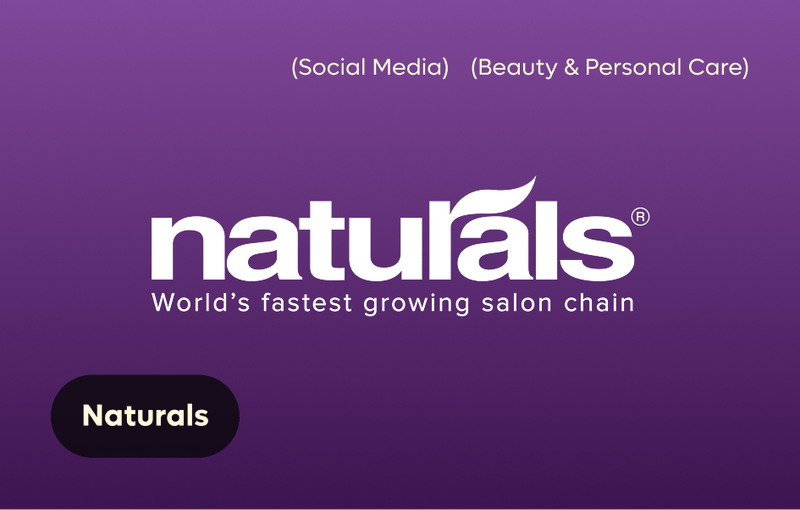 (Social Media) (Beauty & Personal Care)
naturals®
World’s fastest growing salon chain
Naturals